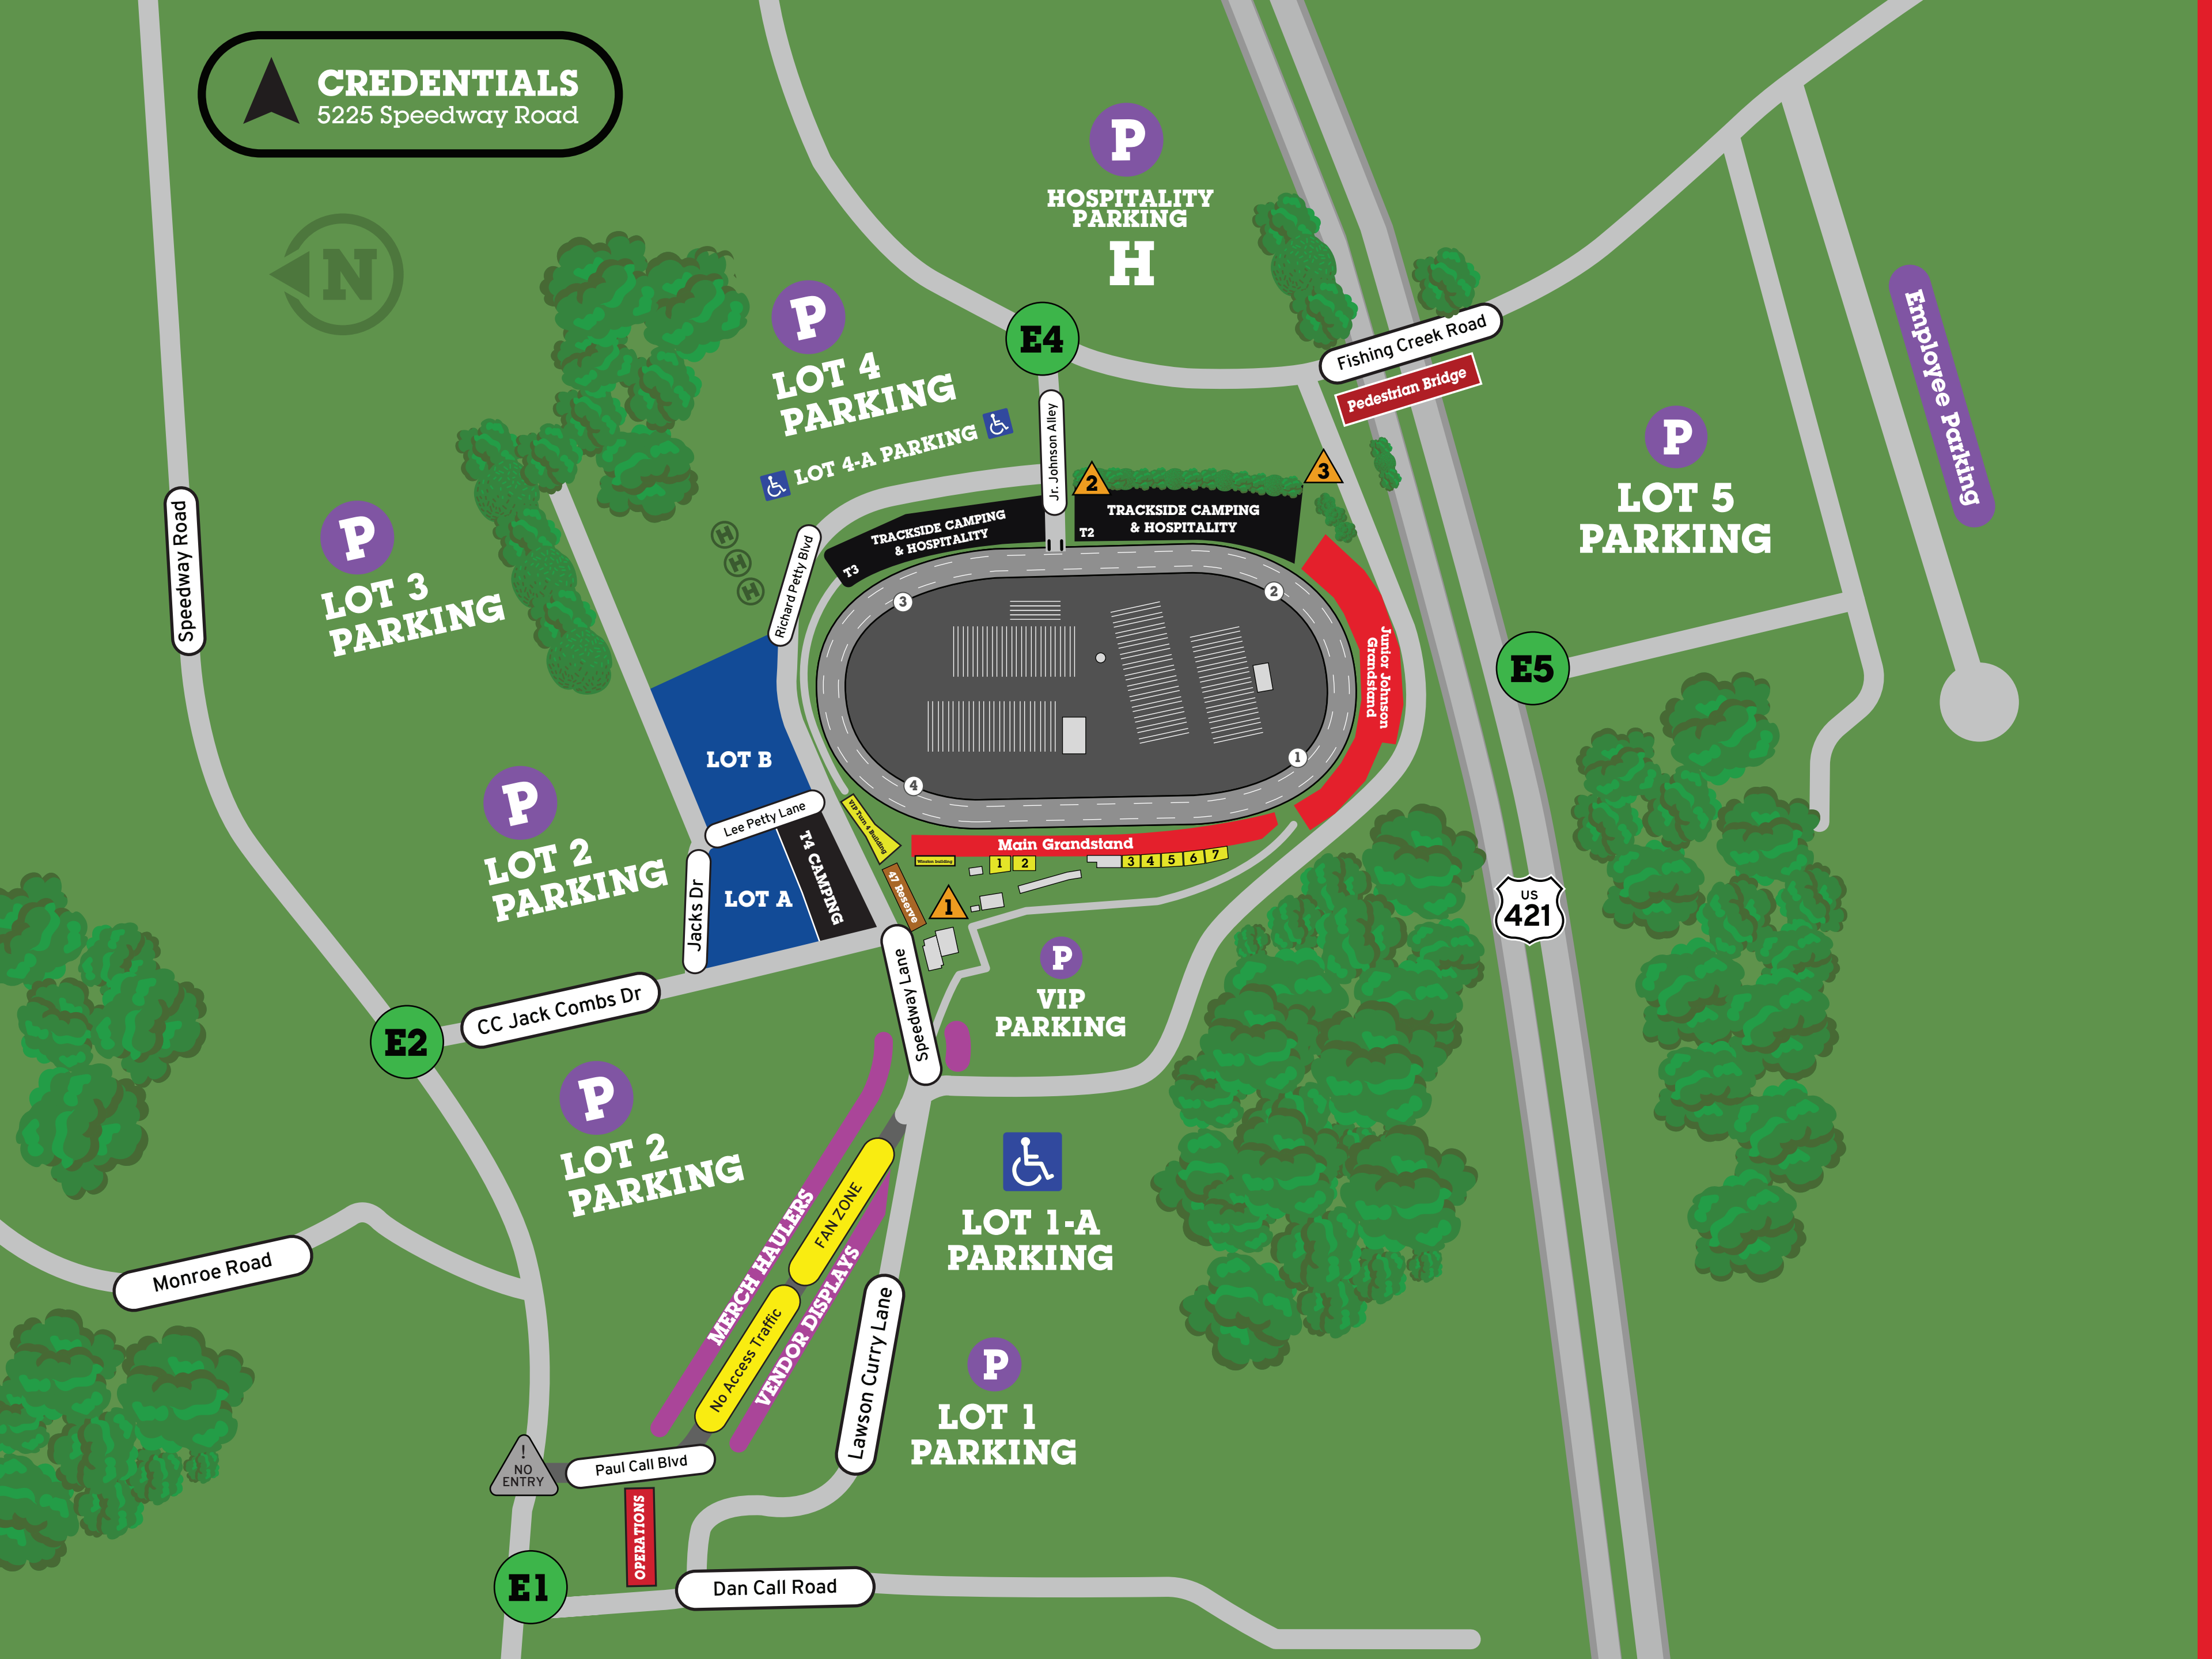 CREDENTIALS
5225 Speedway Road
N
P
HOSPITALITY
PARKING
H
E4
Fishing Creek Road
Pedestrian Bridge
Employee Parking
P
LOT 4
PARKING
LOT 4-A PARKING
Jr. Johnson Alley
P
LOT 5
PARKING
Speedway Road
P
LOT 3
PARKING
H
H
H
Richard Petty Blvd
TRACKSIDE CAMPING
& HOSPITALITY
T3
2
TRACKSIDE CAMPING
& HOSPITALITY
T2
3
3
2
1
4
Junior Johnson
Grandstand
E5
LOT B
Lee Petty Lane
P
LOT 2
PARKING
Jacks Dr
LOT A
T4 CAMPING
VIP Turn 4 Building
Main Grandstand
Winston Building
1
2
3
4
5
6
7
47 Reserve
1
US
421
E2
CC Jack Combs Dr
Speedway Lane
P
VIP
PARKING
P
LOT 2
PARKING
LOT 1-A
PARKING
MERCH HAULERS
FAN ZONE
No Access Traffic
VENDOR DISPLAYS
Lawson Curry Lane
Monroe Road
P
LOT 1
PARKING
!
NO
ENTRY
Paul Call Blvd
OPERATIONS
E1
Dan Call Road